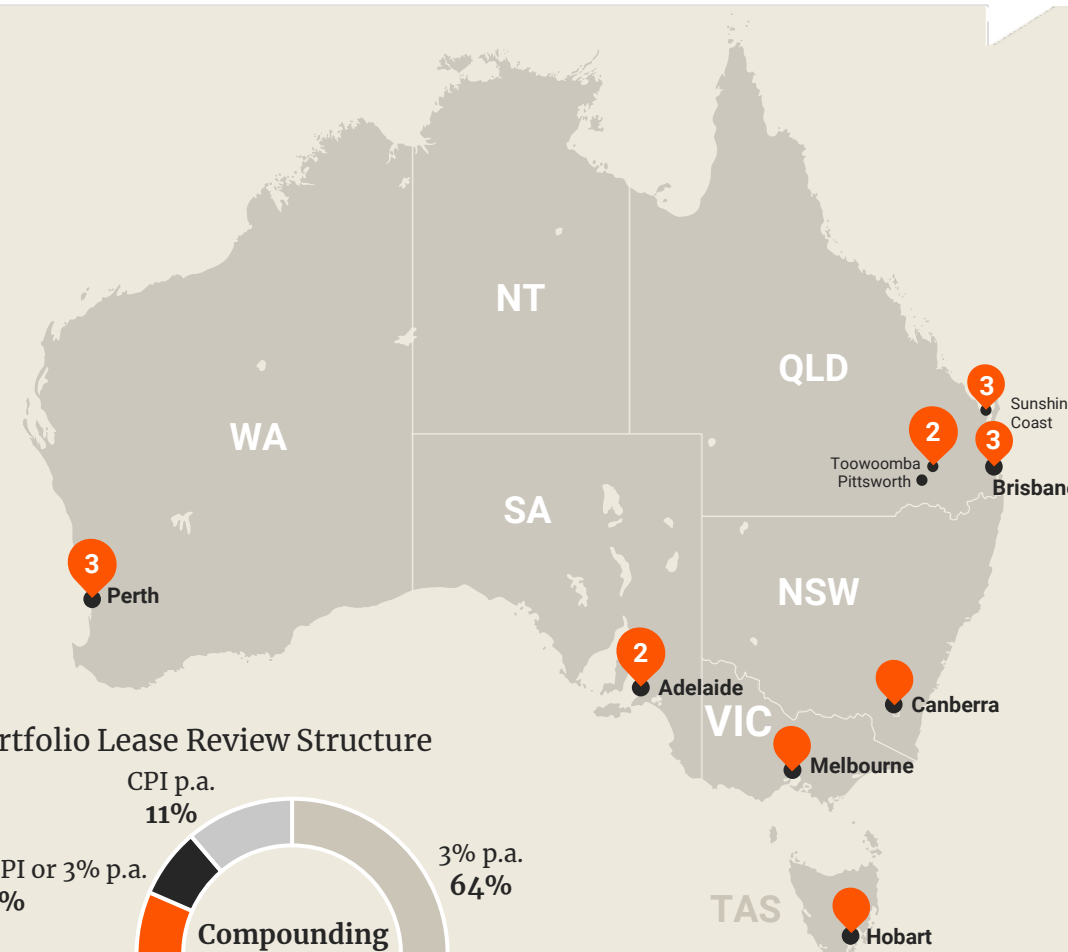 NT
QLD
3
Sunshin
Coast
2
3
WA
Toowoomba
Pittsworth
Brisban
SA
3
Perth
NSW
2
Adelaide
Canberra
VIC
Melbourne
rtfolio Lease Review Structure
CPI p.a.
11%
3% p.a.
64%
PI or 3% p.a.
%
TAS
Compounding
Hobart